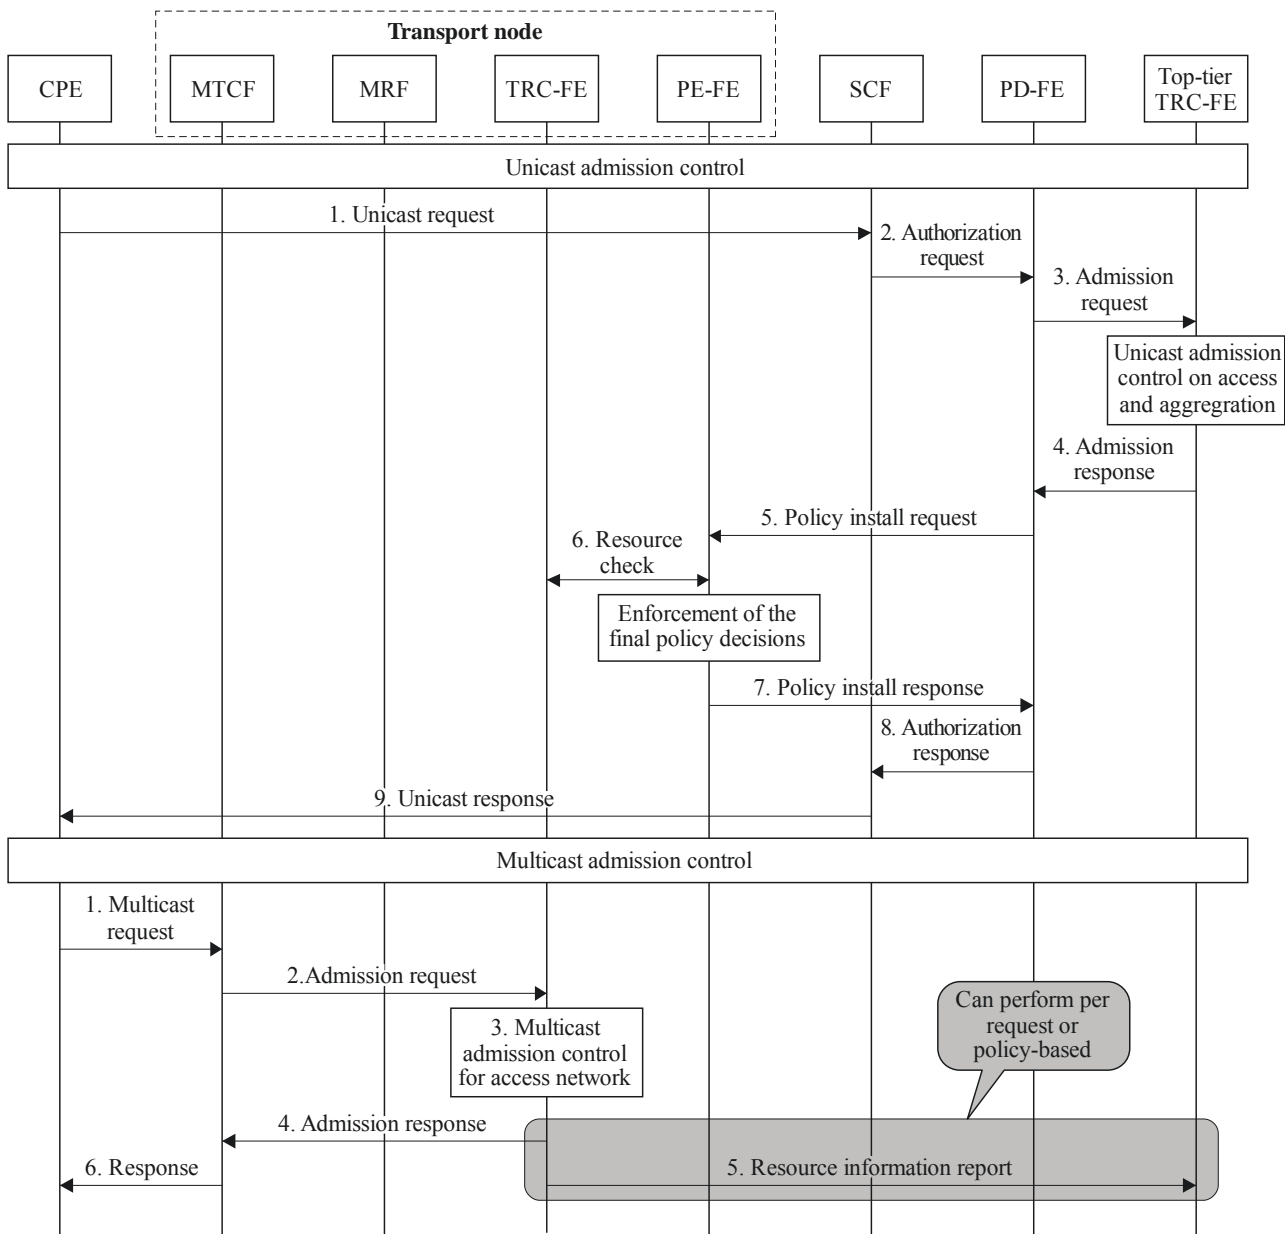 Transport node
CPE
MTCF
MRF
TRC-FE
PE-FE
SCF
PD-FE
Top-tier
TRC-FE
Unicast admission control
1. Unicast request
2. Authorization
request
3. Admission
request
Unicast admission
control on access
and aggregration
4. Admission
response
5. Policy install request
6. Resource
check
Enforcement of the
final policy decisions
7. Policy install response
8. Authorization
response
9. Unicast response
Multicast admission control
1. Multicast
request
2.Admission request
Can perform per
request or
policy-based
3. Multicast
admission control
for access network
4. Admission response
5. Resource information report
6. Response